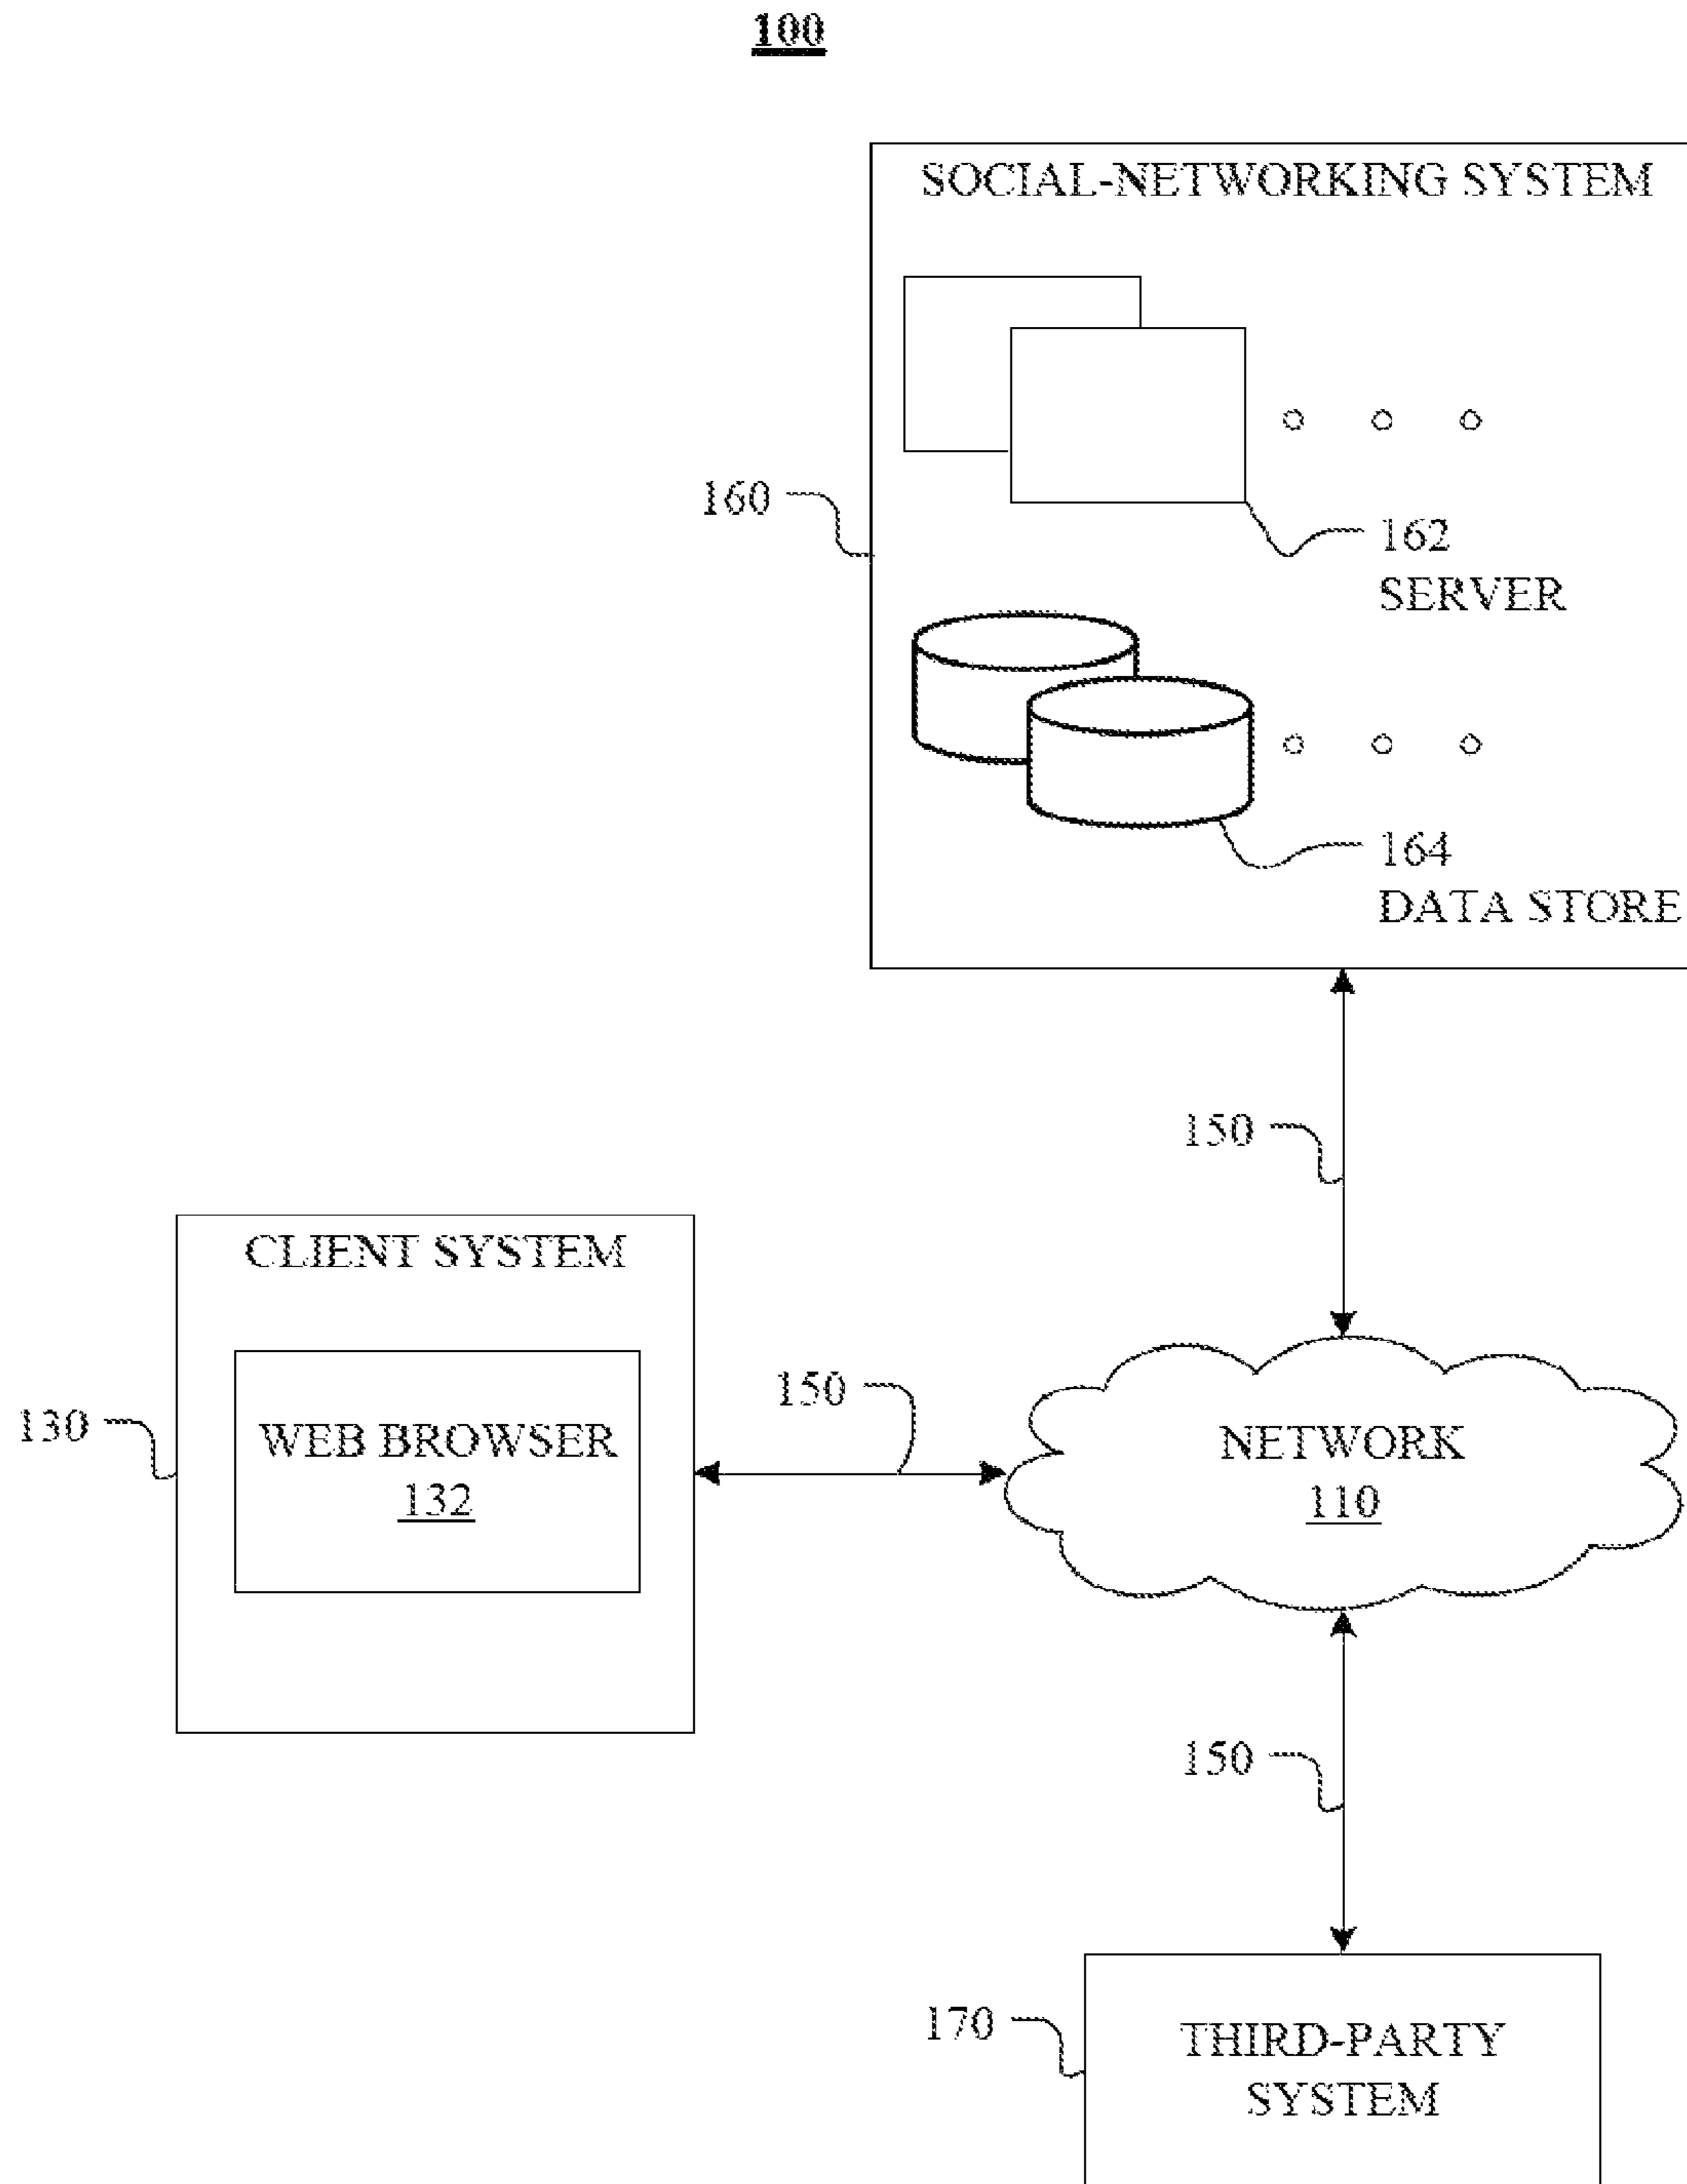 100
SOCIAL-NETWORKING SYSTEM
160
162
SERVER
164
DATA STORE
150
CLIENT SYSTEM
130
WEB BROWSER
132
150
NETWORK
110
150
170
THIRD-PARTY
SYSTEM